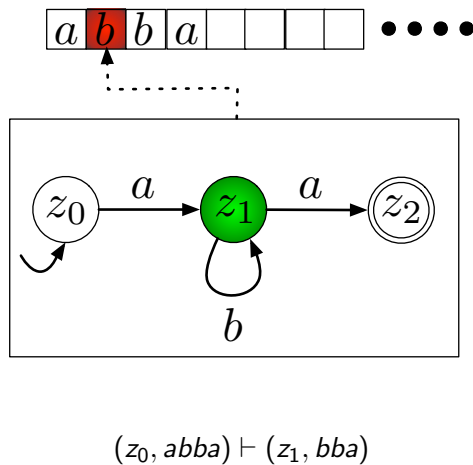 a b b a
a a
z₀ z₁ z₂
b
(z₀, abba) ⊢ (z₁, bba)